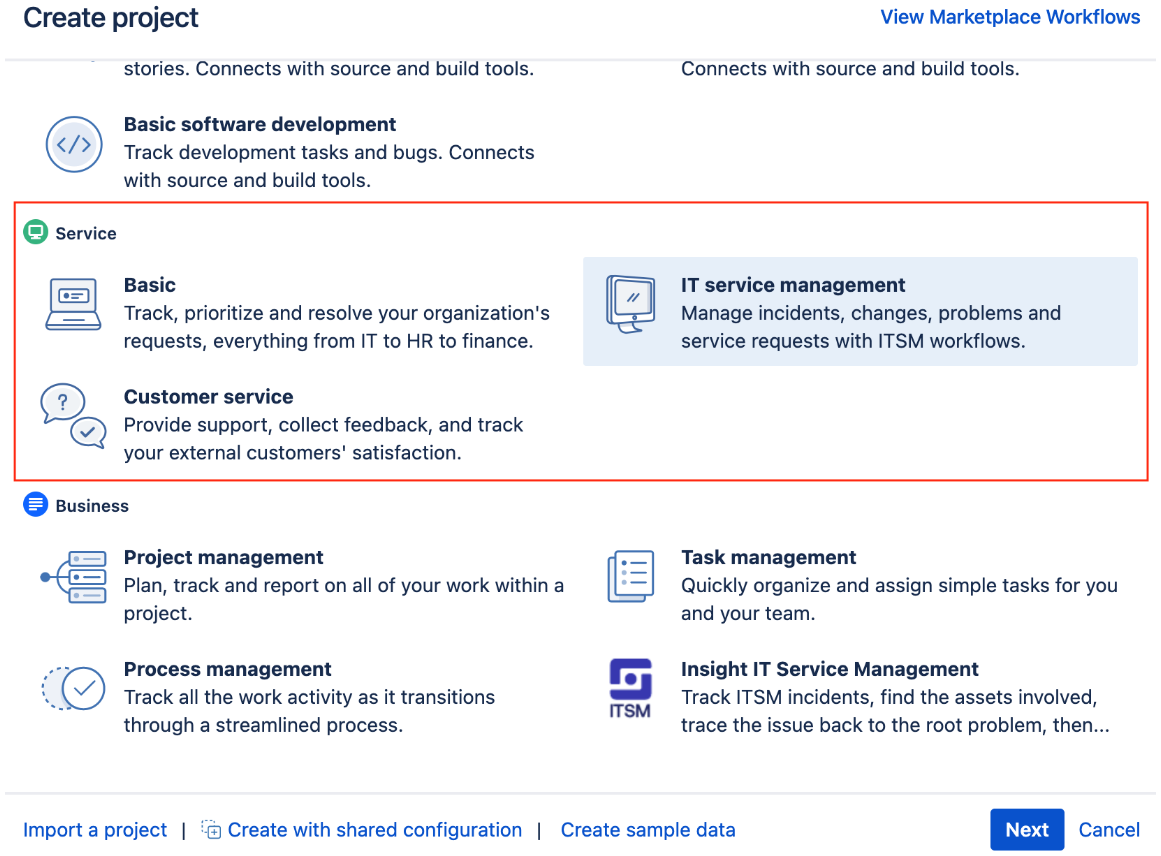 Create project
View Marketplace Workflows
stories. Connects with source and build tools.
Connects with source and build tools.
Basic software development
Track development tasks and bugs. Connects
with source and build tools.
Service
Basic
Track, prioritize and resolve your organization's
requests, everything from IT to HR to finance.
IT service management
Manage incidents, changes, problems and
service requests with ITSM workflows.
?
Customer service
Provide support, collect feedback, and track
your external customers' satisfaction.
Business
Project management
Plan, track and report on all of your work within a
project.
Task management
Quickly organize and assign simple tasks for you
and your team.
Process management
Track all the work activity as it transitions
through a streamlined process.
ITSM
Insight IT Service Management
Track ITSM incidents, find the assets involved,
trace the issue back to the root problem, then...
Import a project | Create with shared configuration | Create sample data
Next
Cancel